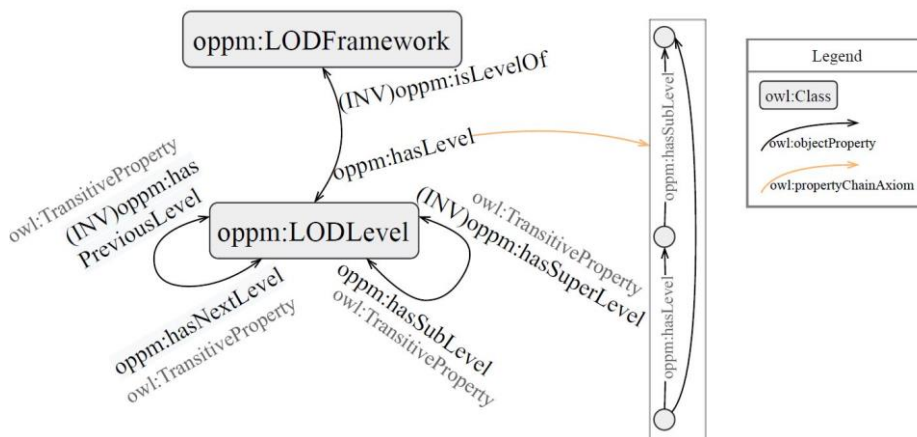 oppm:LODFramework
(INV)oppm:isLevelOf
oppm:hasLevel
owl:TransitiveProperty
(INV)oppm:has
PreviousLevel
oppm:LODLevel
owl:TransitiveProperty
(INV)oppm:hasSuperLevel
oppm:hasNextLevel
owl:TransitiveProperty
oppm:hasSubLevel
owl:TransitiveProperty
oppm:hasSubLevel
oppm:hasLevel
Legend
owl:Class
owl:objectProperty
owl:propertyChainAxiom